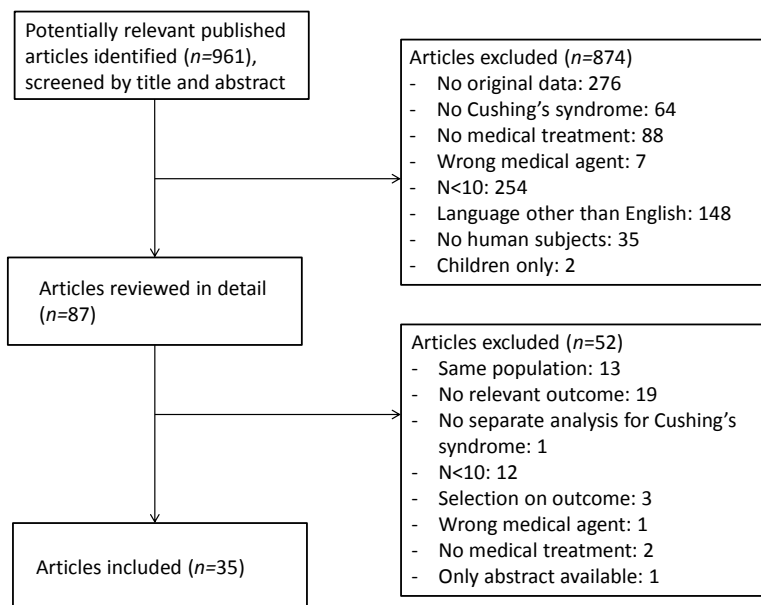 Potentially relevant published
articles identified (n=961),
screened by title and abstract
Articles excluded (n=874)
- No original data: 276
- No Cushing's syndrome: 64
- No medical treatment: 88
- Wrong medical agent: 7
- N<10: 254
- Language other than English: 148
- No human subjects: 35
- Children only: 2
Articles reviewed in detail
(n=87)
Articles excluded (n=52)
- Same population: 13
- No relevant outcome: 19
- No separate analysis for Cushing's
syndrome: 1
- N<10: 12
- Selection on outcome: 3
- Wrong medical agent: 1
- No medical treatment: 2
- Only abstract available: 1
Articles included (n=35)